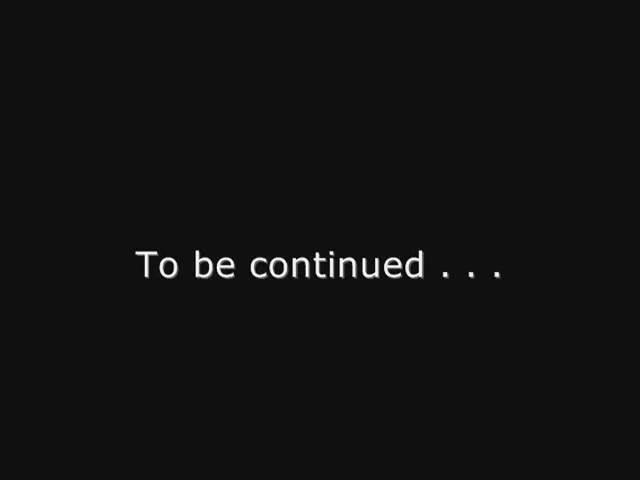 To be continued . . .